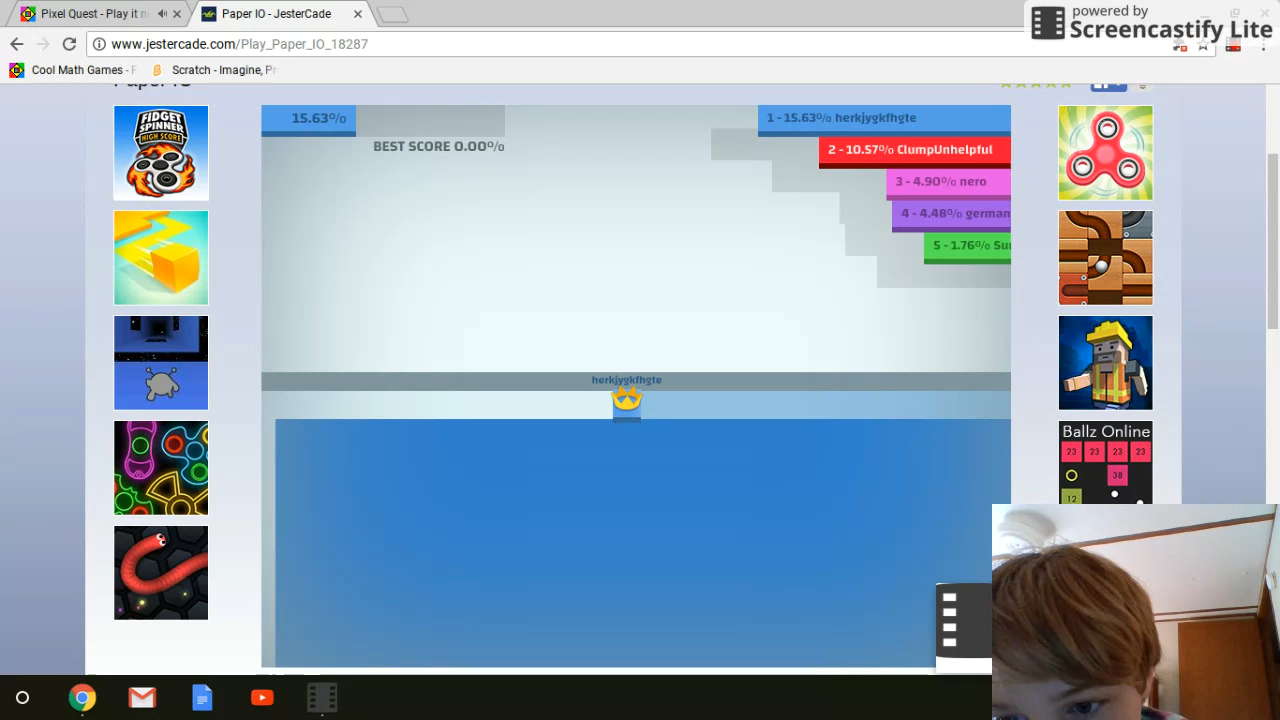 Pixel Quest - Play it n
Paper IO - JesterCade
powered by
Screencastify Lite
www.jestercade.com/Play_Paper_IO_18287
Cool Math Games - F
Scratch - Imagine, Pr
Paper IO
FIDGET
SPINNER
HIGH SCORE
15.63%
BEST SCORE 0.00%
1 - 15.63% herkjygkfhgte
2 - 10.57% ClumpUnhelpful
3 - 4.90% nero
4 - 4.48% german
5 - 1.76% Su
herkjygkfhgte
Ballz Online
23 23 23 23
38
12